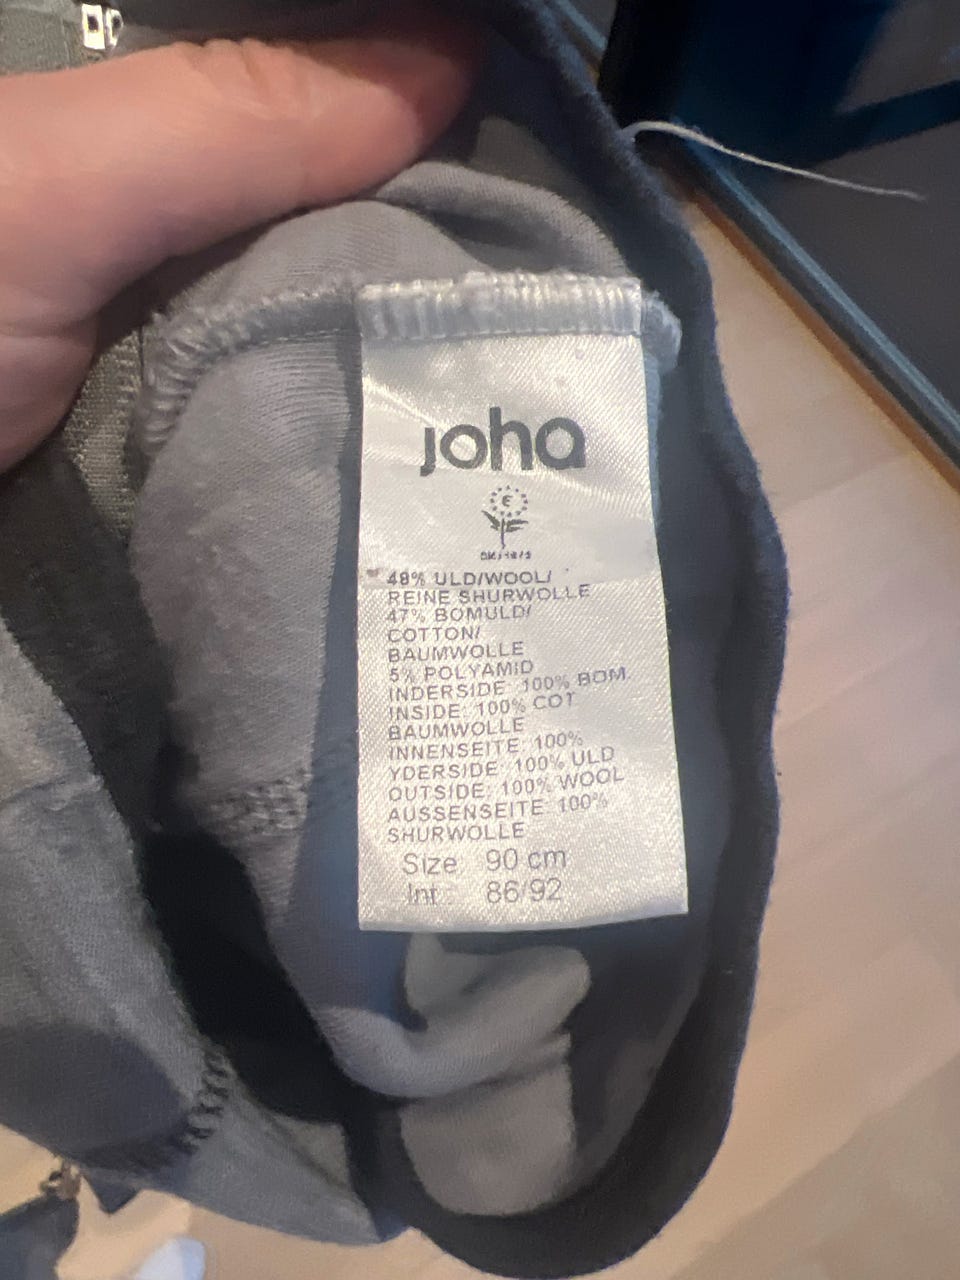 joha
E
48% ULD/WOOL/
REINE SHURWOLLE
47% BOMULD/
COTTON/
BAUMWOLLE
5% POLYAMID
INDERSIDE: 100% BOM.
INSIDE: 100% COT
BAUMWOLLE
INNENSEITE: 100%
YDERSIDE: 100% ULD
OUTSIDE: 100% WOOL
AUSSENSEITE: 100%
SHURWOLLE
Size 90 cm
Int : 86/92